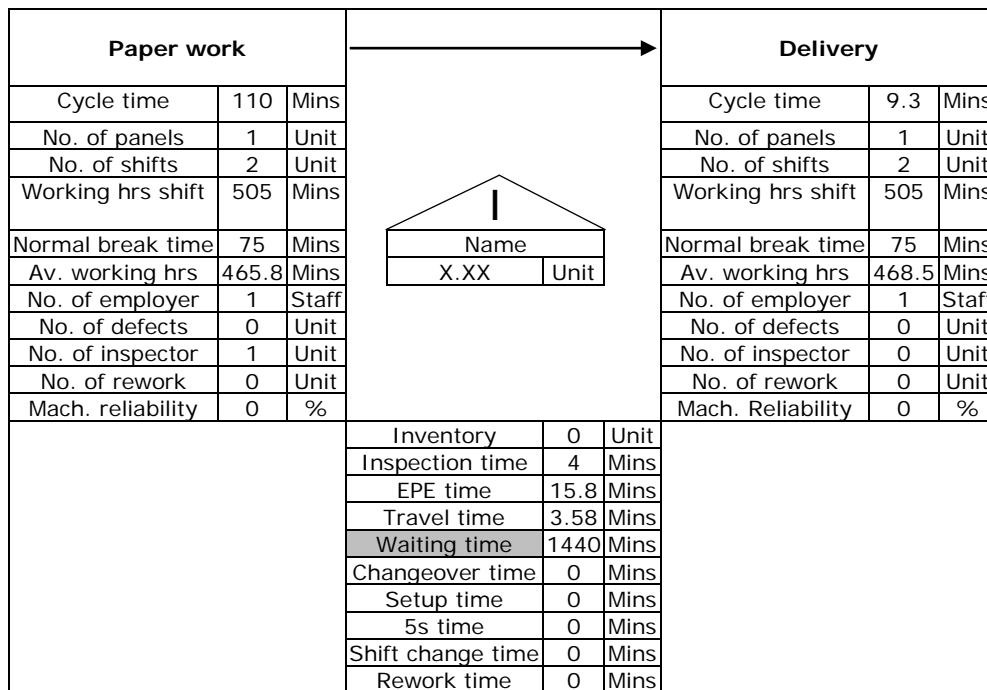 Paper work
Delivery
Cycle time 110 Mins
No. of panels 1 Unit
No. of shifts 2 Unit
Working hrs shift 505 Mins
Normal break time 75 Mins
Av. working hrs 465.8 Mins
No. of employer 1 Staff
No. of defects 0 Unit
No. of inspector 1 Unit
No. of rework 0 Unit
Mach. reliability 0 %
I
Name
X.XX Unit
Cycle time 9.3 Mins
No. of panels 1 Unit
No. of shifts 2 Unit
Working hrs shift 505 Mins
Normal break time 75 Mins
Av. working hrs 468.5 Mins
No. of employer 1 Staff
No. of defects 0 Unit
No. of inspector 0 Unit
No. of rework 0 Unit
Mach. Reliability 0 %
Inventory 0 Unit
Inspection time 4 Mins
EPE time 15.8 Mins
Travel time 3.58 Mins
Waiting time 1440 Mins
Changeover time 0 Mins
Setup time 0 Mins
5s time 0 Mins
Shift change time 0 Mins
Rework time 0 Mins